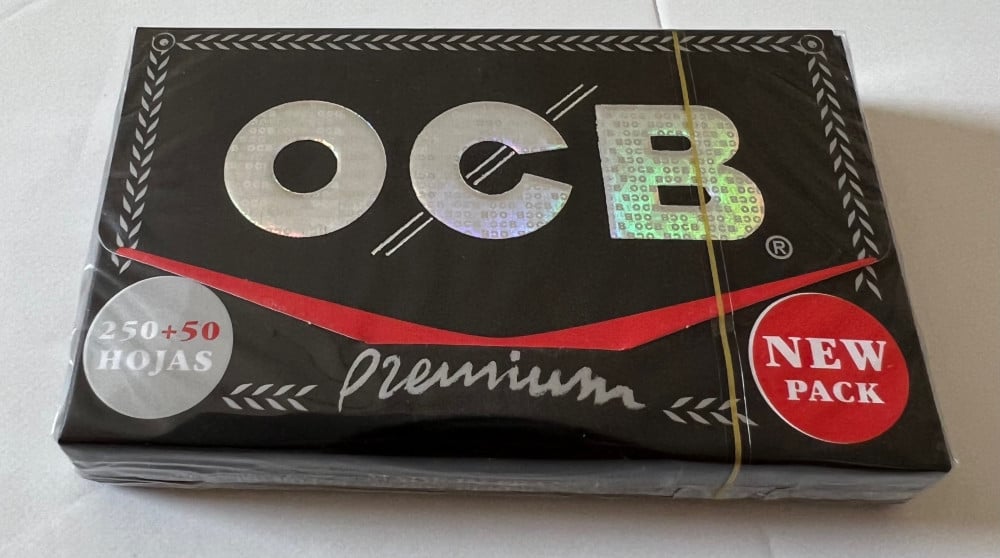 OCB
®
250+50
HOJAS
Premium
NEW
PACK